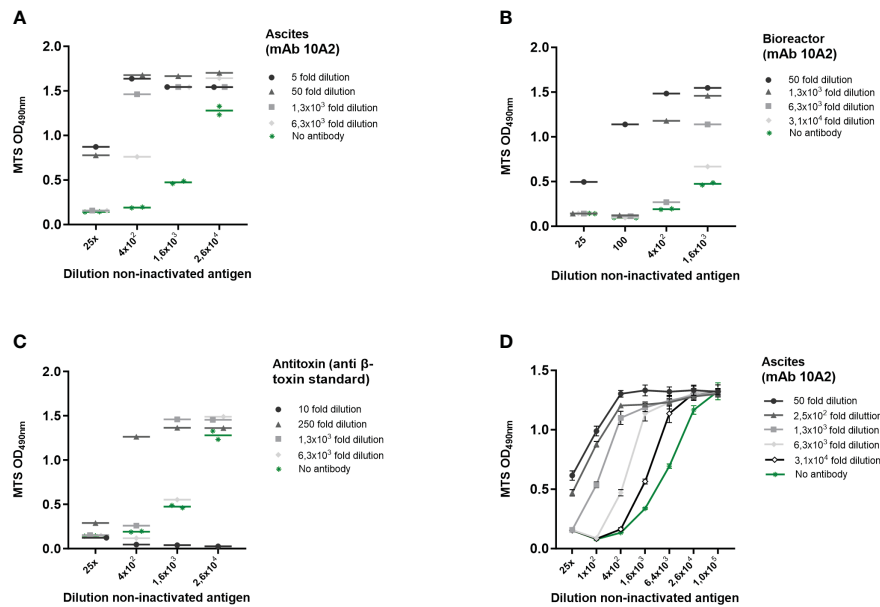 A
Ascites
(mAb 10A2)
5 fold dilution
50 fold dilution
1,3x10³ fold dilution
6,3x10³ fold dilution
No antibody
MTS OD490nm
2.0
1.5
1.0
0.5
0.0
25x
4x10²
1,6x10³
2,6x10⁴
Dilution non-inactivated antigen
B
Bioreactor
(mAb 10A2)
50 fold dilution
1,3x10³ fold dilution
6,3x10³ fold dilution
3,1x10⁴ fold dilution
No antibody
MTS OD490nm
2.0
1.5
1.0
0.5
0.0
25
100
4x10²
1,6x10³
Dilution non-inactivated antigen
C
Antitoxin (anti β-
toxin standard)
10 fold dilution
250 fold dilution
1,3x10³ fold dilution
6,3x10³ fold dilution
No antibody
MTS OD490nm
2.0
1.5
1.0
0.5
0.0
25x
4x10²
1,6x10³
2,6x10⁴
Dilution non-inactivated antigen
D
Ascites
(mAb 10A2)
50 fold dilution
2,5x10² fold dilution
1,3x10³ fold dilution
6,3x10³ fold dilution
3,1x10⁴ fold dilution
No antibody
MTS OD490nm
1.5
1.0
0.5
0.0
25x
1x10²
4x10²
1,6x10³
6,4x10³
2,6x10⁴
1,0x10⁵
Dilution non-inactivated antigen